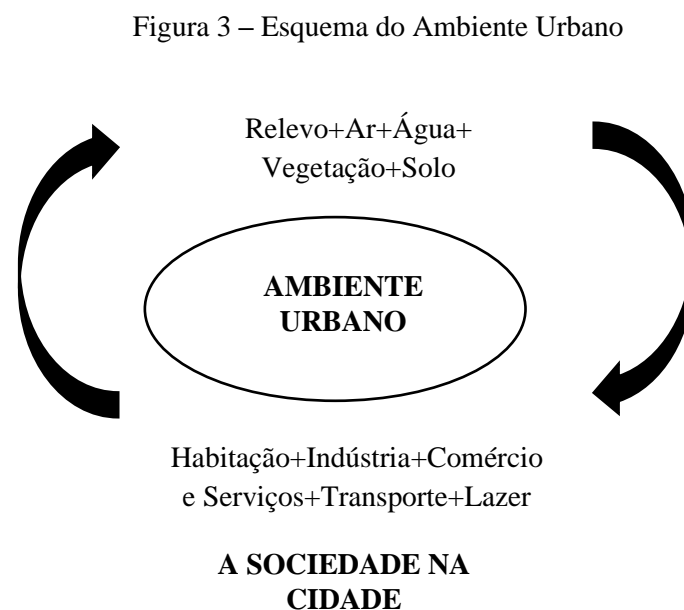 Figura 3 – Esquema do Ambiente Urbano
Relevo+Ar+Água+
Vegetação+Solo
AMBIENTE
URBANO
Habitação+Indústria+Comércio
e Serviços+Transporte+Lazer
A SOCIEDADE NA
CIDADE